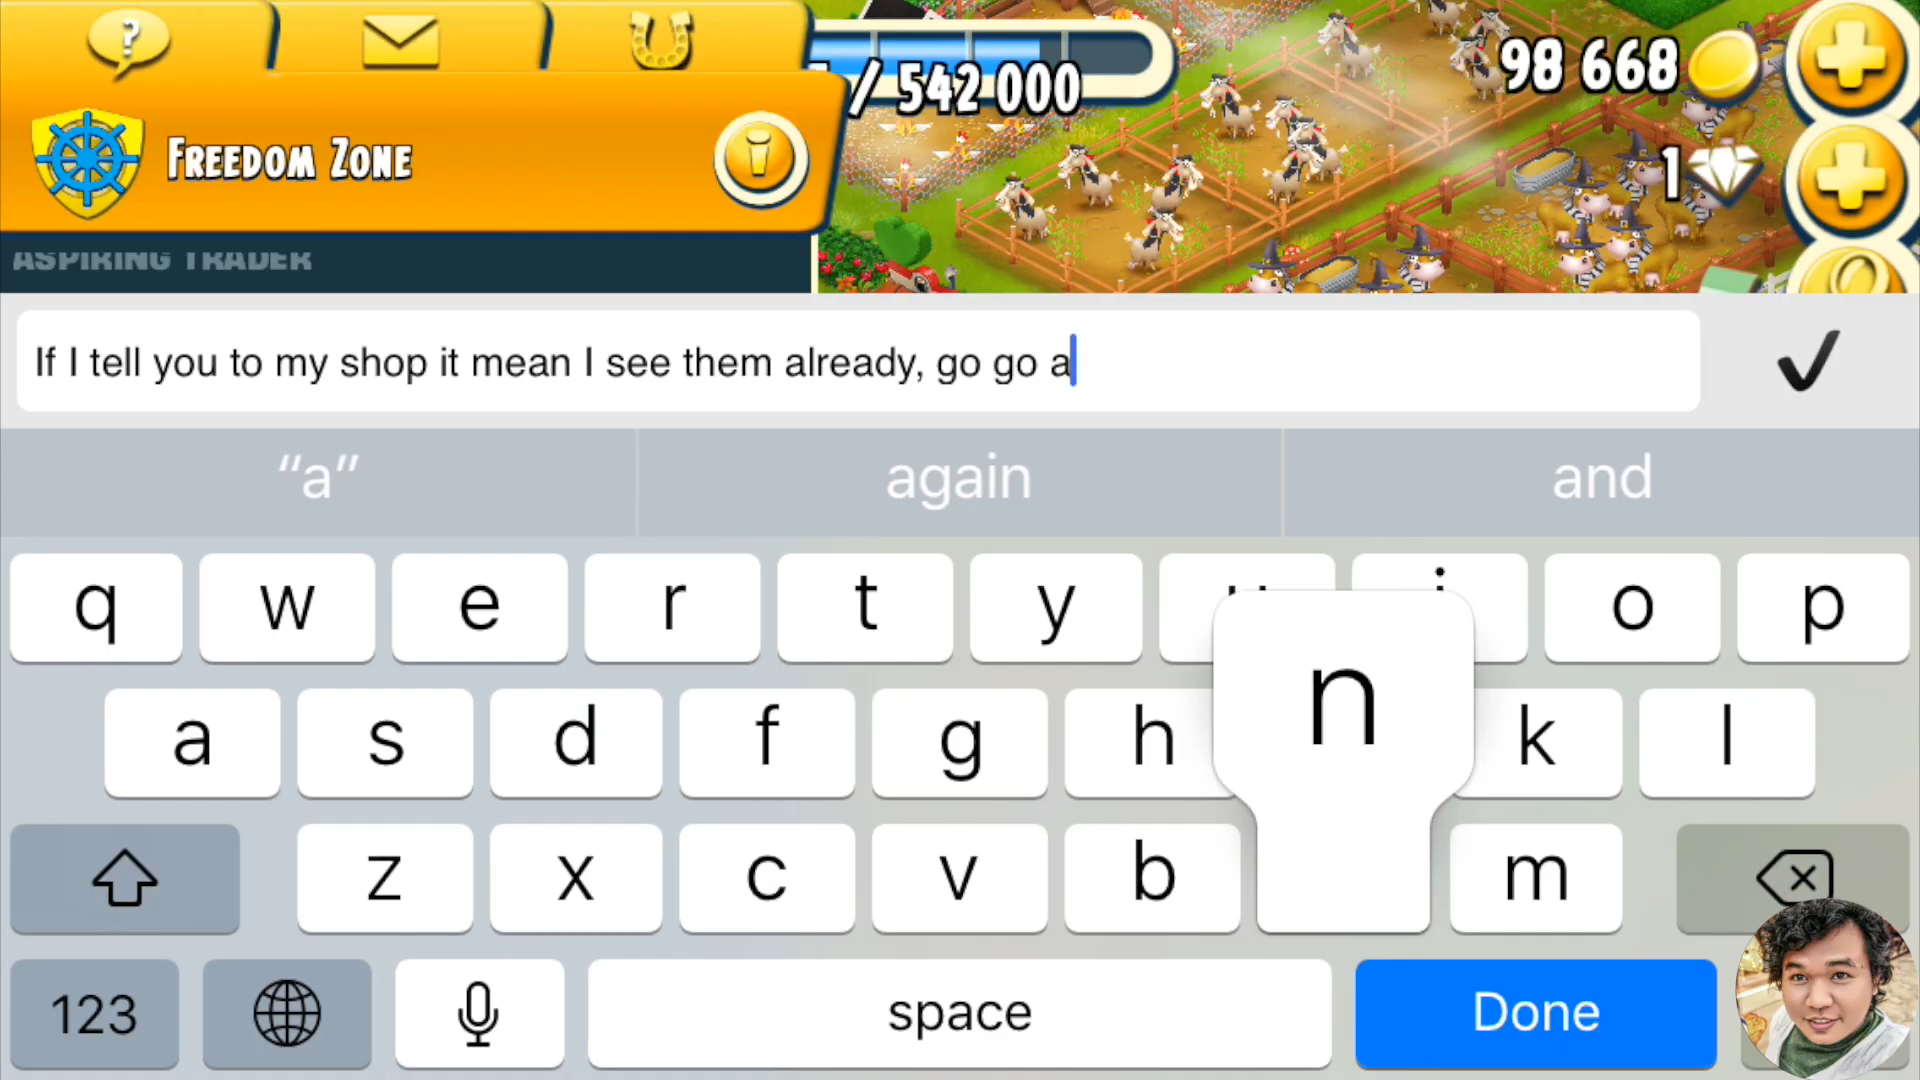 ?
/ 542 000
98 668
FREEDOM ZONE
i
1
ASPIRING TRADER
If I tell you to my shop it mean I see them already, go go a
“a” again and
q w e r t y u i o p
a s d f g h n k l
z x c v b m
123 space Done